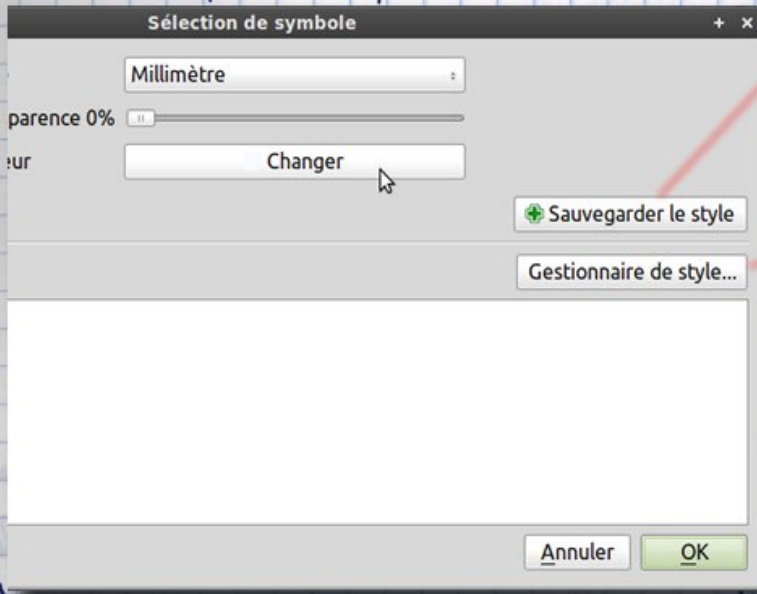 Sélection de symbole
Millimètre
parence 0%
eur Changer
Sauvegarder le style
Gestionnaire de style...
Annuler OK